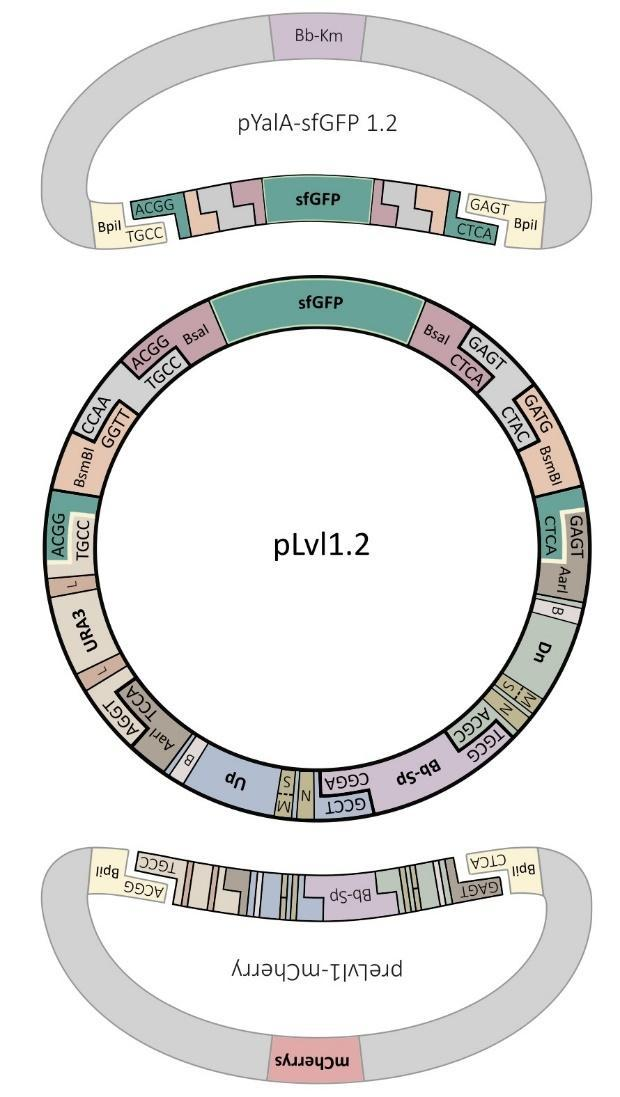 Bb-Km
pYalA-sfGFP 1.2
BpiI
ACGG
TGCC
sfGFP
GAGT
CTCA
BpiI
sfGFP
BsaI
ACGG
TGCC
CCAA
GGTT
BsmBI
ACGG
TGCC
L
URA3
L
AGGT
TCCA
AarI
B
Up
S
M
N
GCCT
CGGA
Bb-Sp
TGCG
ACGC
N
M
S
Dn
B
AarI
GAGT
CTCA
BsmBI
GATG
CTAC
GAGT
CTCA
BsaI
pLvl1.2
BpiI
TGCC
ACGG
Bb-Sp
CTCA
GAGT
BpiI
preLvl1-mCherry
mCherrys